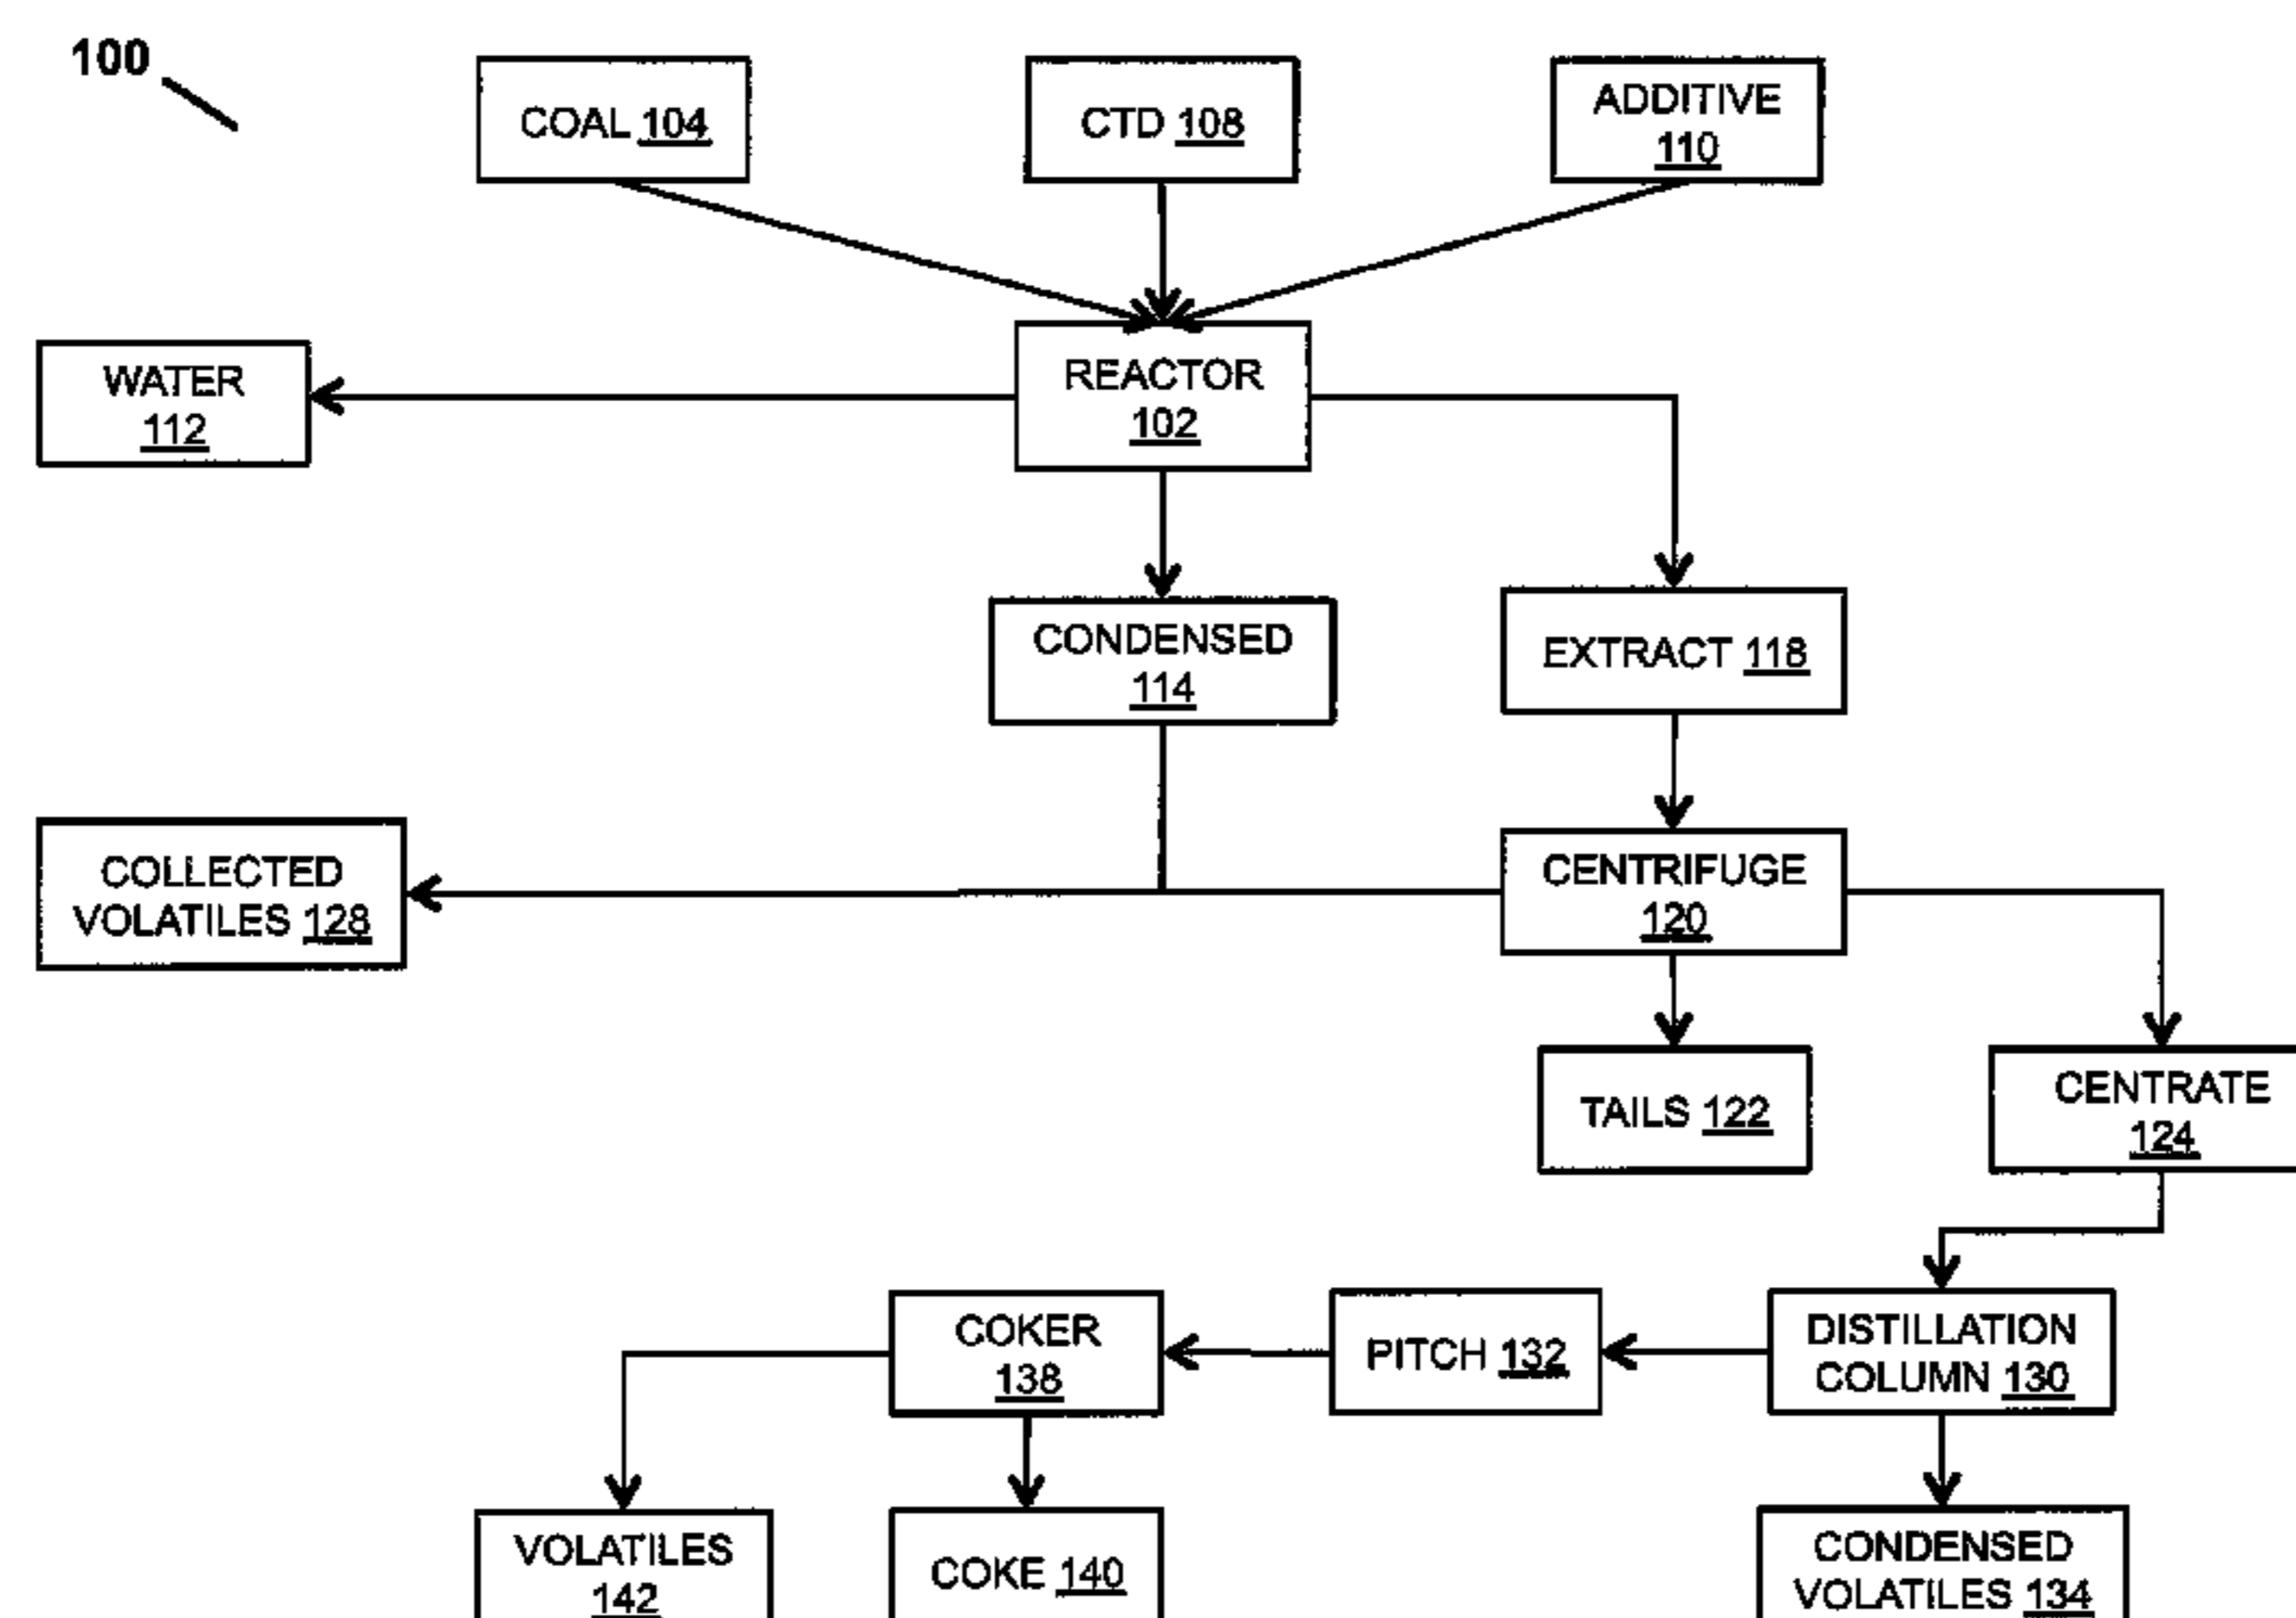 100
COAL 104
CTD 108
ADDITIVE
110
WATER
112
REACTOR
102
CONDENSED
114
EXTRACT 118
COLLECTED
VOLATILES 128
CENTRIFUGE
120
TAILS 122
CENTRATE
124
COKER
138
PITCH 132
DISTILLATION
COLUMN 130
VOLATILES
142
COKE 140
CONDENSED
VOLATILES 134